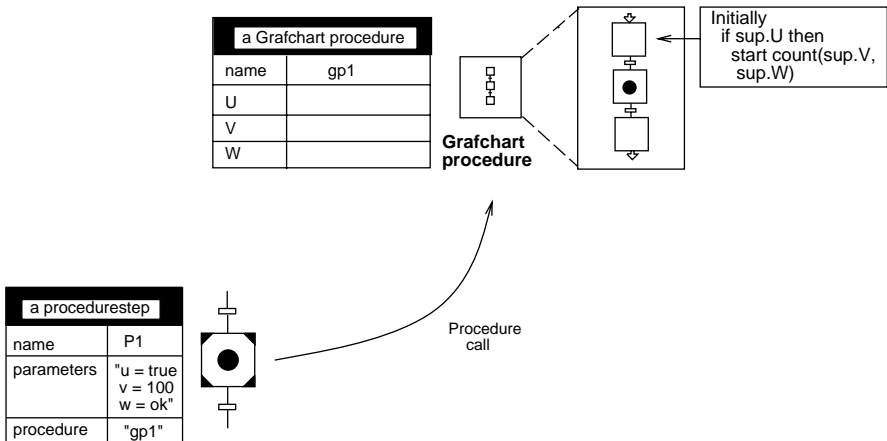 a Grafchart procedure
name gp1
U
V
W
Grafchart
procedure
Initially
if sup.U then
start count(sup.V,
sup.W)
Procedure
call
a procedurestep
name P1
parameters "u = true
v = 100
w = ok"
procedure "gp1"